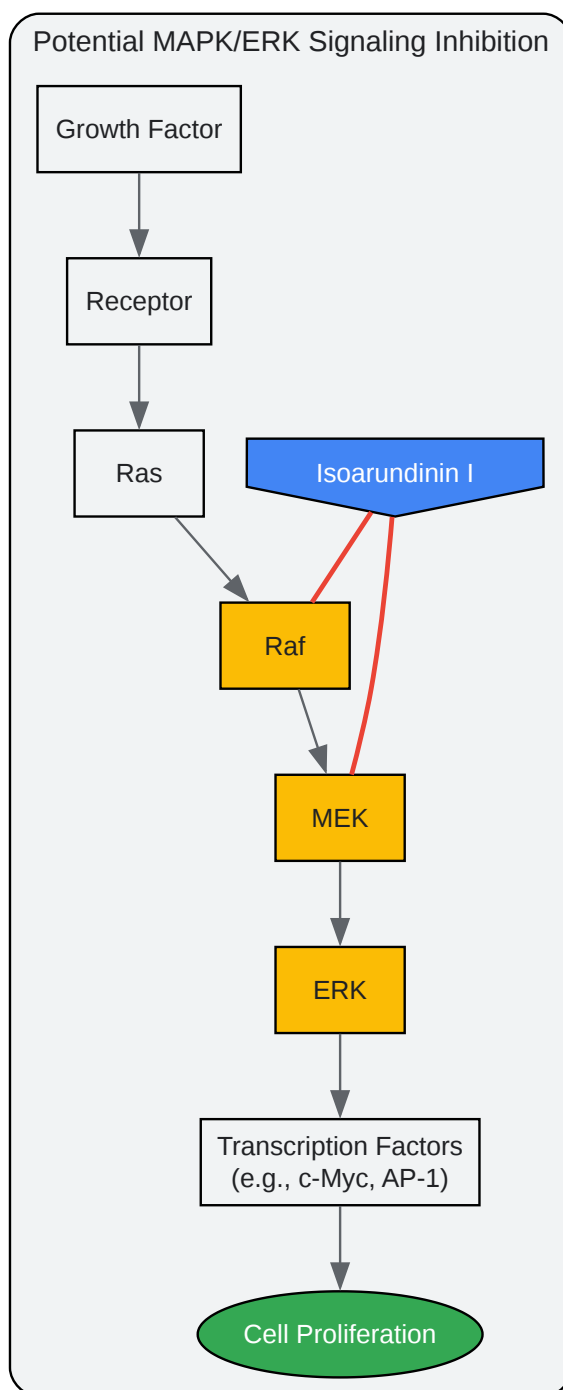 Potential MAPK/ERK Signaling Inhibition
Growth Factor
Receptor
Ras
Isoarundinin I
Raf
MEK
ERK
Transcription Factors
(e.g., c-Myc, AP-1)
Cell Proliferation